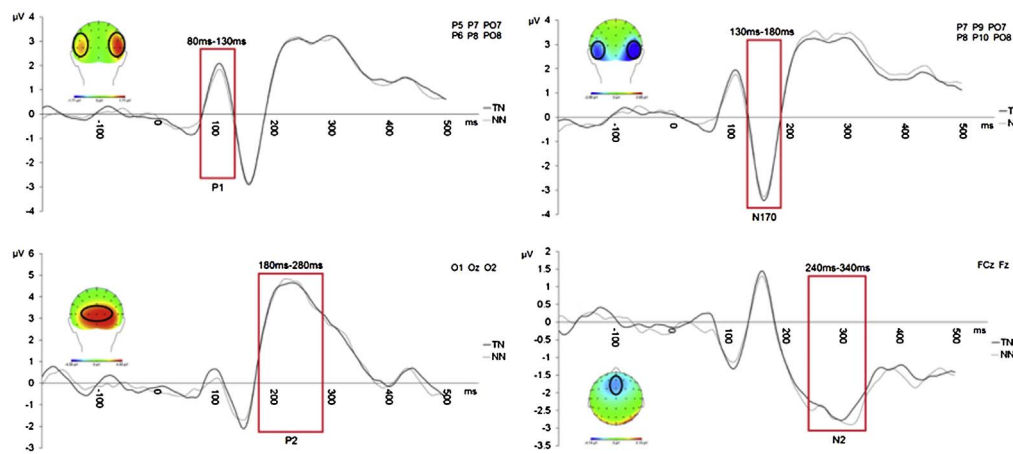 µV
4
3
2
1
0
-1
-2
-3
-4
80ms-130ms
P5 P7 PO7
P6 P8 PO8
TN
NN
ms
-100
0
100
200
300
400
500
P1
µV
4
3
2
1
0
-1
-2
-3
4
130ms-180ms
P7 P9 PO7
P8 P10 PO8
T
N
ms
-100
0
100
200
300
400
500
N170
µV
6
5
4
3
2
1
0
-1
-2
-3
180ms-280ms
O1 Oz O2
TN
NN
ms
-100
0
100
200
300
400
500
P2
µV
2
1.5
1
0.5
0
-0.5
-1
-1.5
-2
-2.5
-3
-3.5
240ms-340ms
FCz Fz
TN
NN
ms
-100
0
100
200
300
400
500
N2